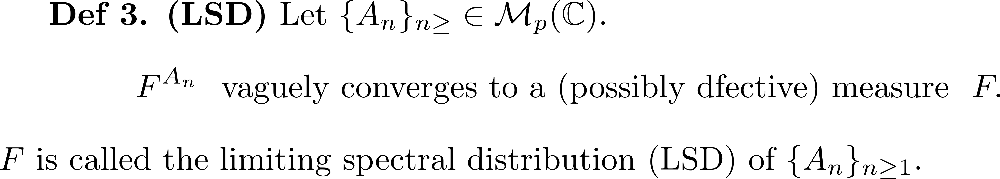 Def 3. (LSD) Let $\{A_n\}_{n\geq} \in \mathcal{M}_p(\mathbb{C})$.
$F^{A_n}$ vaguely converges to a (possibly dfective) measure $F$.
$F$ is called the limiting spectral distribution (LSD) of $\{A_n\}_{n\geq 1}$.